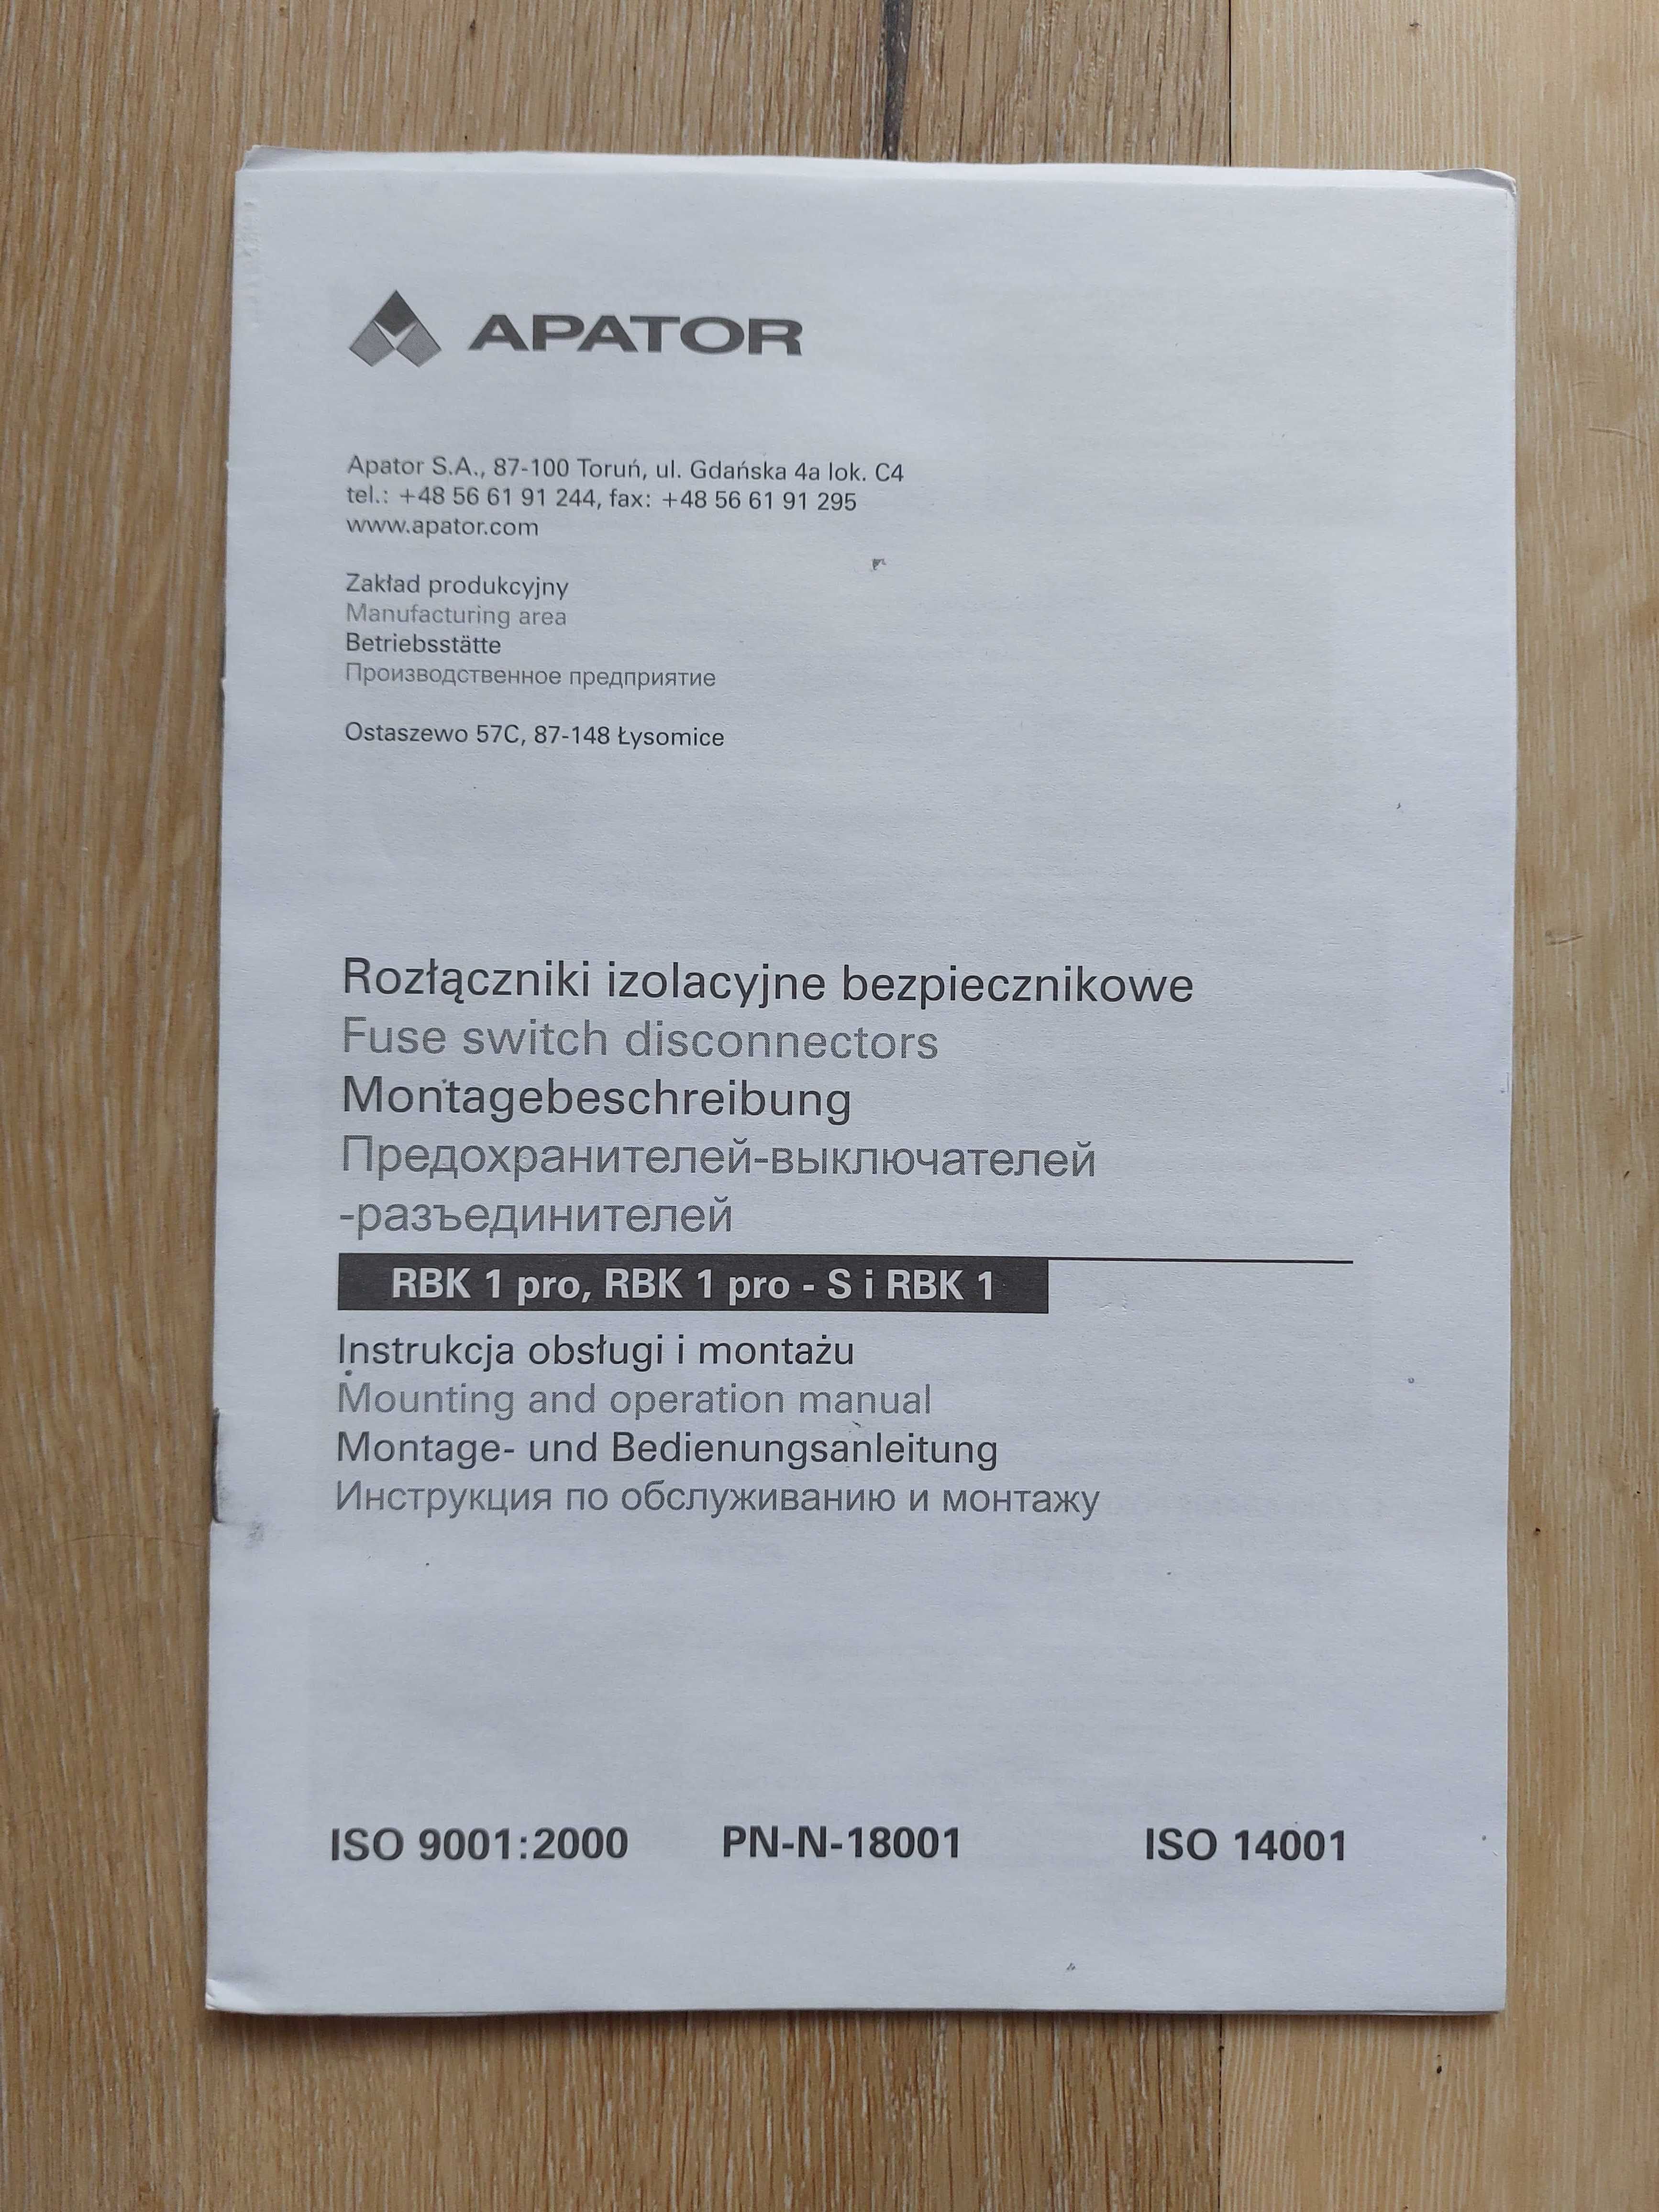 APATOR
Apator S.A., 87-100 Toruń, ul. Gdańska 4a lok. C4
tel.: +48 56 61 91 244, fax: +48 56 61 91 295
www.apator.com
Zakład produkcyjny
Manufacturing area
Betriebsstätte
Производственное предприятие
Ostaszewo 57C, 87-148 Łysomice
Rozłączniki izolacyjne bezpiecznikowe
Fuse switch disconnectors
Montagebeschreibung
Предохранителей-выключателей
-разъединителей
RBK 1 pro, RBK 1 pro - S i RBK 1
Instrukcja obsługi i montażu
Mounting and operation manual
Montage- und Bedienungsanleitung
Инструкция по обслуживанию и монтажу
ISO 9001:2000 PN-N-18001 ISO 14001